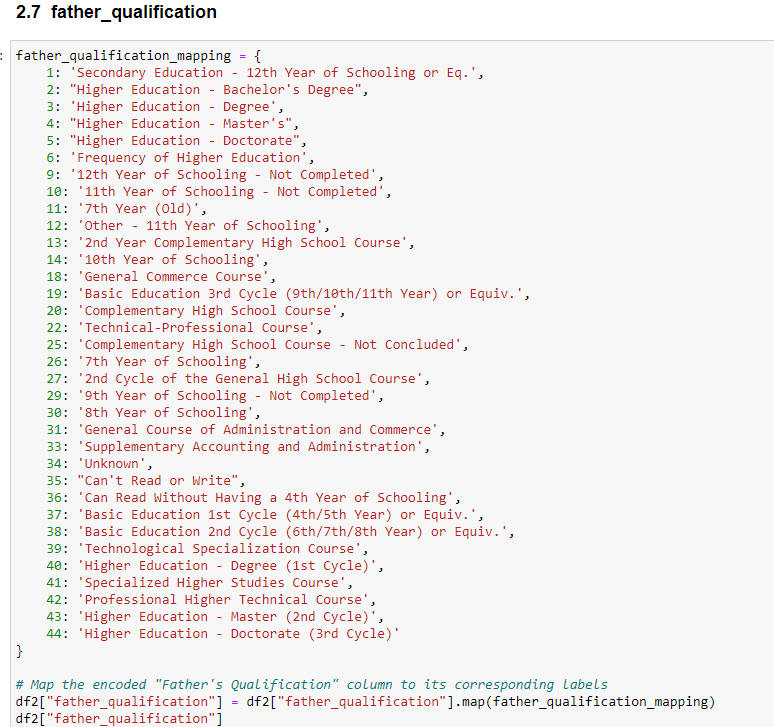 2.7 father_qualification
: father_qualification_mapping = {
1: 'Secondary Education - 12th Year of Schooling or Eq.',
2: "Higher Education - Bachelor's Degree",
3: 'Higher Education - Degree',
4: "Higher Education - Master's",
5: "Higher Education - Doctorate",
6: 'Frequency of Higher Education',
9: '12th Year of Schooling - Not Completed',
10: '11th Year of Schooling - Not Completed',
11: '7th Year (Old)',
12: 'Other - 11th Year of Schooling',
13: '2nd Year Complementary High School Course',
14: '10th Year of Schooling',
18: 'General Commerce Course',
19: 'Basic Education 3rd Cycle (9th/10th/11th Year) or Equiv.',
20: 'Complementary High School Course',
22: 'Technical-Professional Course',
25: 'Complementary High School Course - Not Concluded',
26: '7th Year of Schooling',
27: '2nd Cycle of the General High School Course',
29: '9th Year of Schooling - Not Completed',
30: '8th Year of Schooling',
31: 'General Course of Administration and Commerce',
33: 'Supplementary Accounting and Administration',
34: 'Unknown',
35: "Can't Read or Write",
36: 'Can Read Without Having a 4th Year of Schooling',
37: 'Basic Education 1st Cycle (4th/5th Year) or Equiv.',
38: 'Basic Education 2nd Cycle (6th/7th/8th Year) or Equiv.',
39: 'Technological Specialization Course',
40: 'Higher Education - Degree (1st Cycle)',
41: 'Specialized Higher Studies Course',
42: 'Professional Higher Technical Course',
43: 'Higher Education - Master (2nd Cycle)',
44: 'Higher Education - Doctorate (3rd Cycle)'
}
# Map the encoded "Father's Qualification" column to its corresponding labels
df2["father_qualification"] = df2["father_qualification"].map(father_qualification_mapping)
df2["father_qualification"]